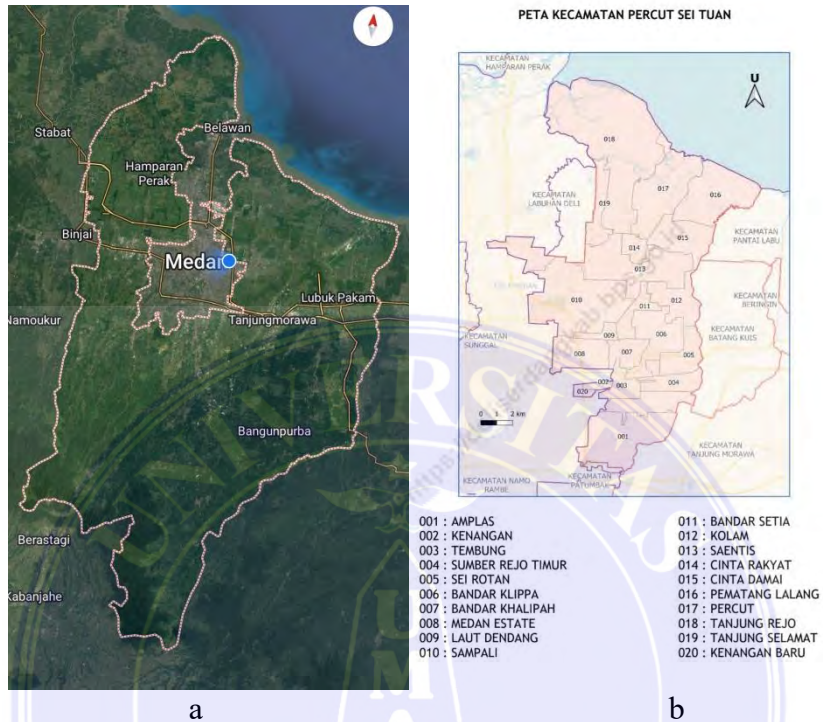 Stabat
Belawan
Hamparan
Perak
Binjai
Medan
Lubuk Pakam
Namoukur
Tanjungmorawa
Bangunpurba
Berastagi
Kabanjahe
a
PETA KECAMATAN PERCUT SEI TUAN
KECAMATAN
HAMPARAN PERAK
U
018
KECAMATAN
LABUHAN DELI
019
017
016
KECAMATAN
PANTAI LABU
014
015
013
010
011
012
KECAMATAN
BERINGIN
KECAMATAN
SUNGGAL
009
006
KECAMATAN
BATANG KUIS
008
007
005
002
003
004
020
0 1 2 km
001
KECAMATAN
TANJUNG MORAWA
KECAMATAN NAMO
RAMBE
KECAMATAN
PATUMBAK
001 : AMPLAS
002 : KENANGAN
003 : TEMBUNG
004 : SUMBER REJO TIMUR
005 : SEI ROTAN
006 : BANDAR KLIPPA
007 : BANDAR KHALIPAH
008 : MEDAN ESTATE
009 : LAUT DENDANG
010 : SAMPALI
011 : BANDAR SETIA
012 : KOLAM
013 : SAENTIS
014 : CINTA RAKYAT
015 : CINTA DAMAI
016 : PEMATANG LALANG
017 : PERCUT
018 : TANJUNG REJO
019 : TANJUNG SELAMAT
020 : KENANGAN BARU
b